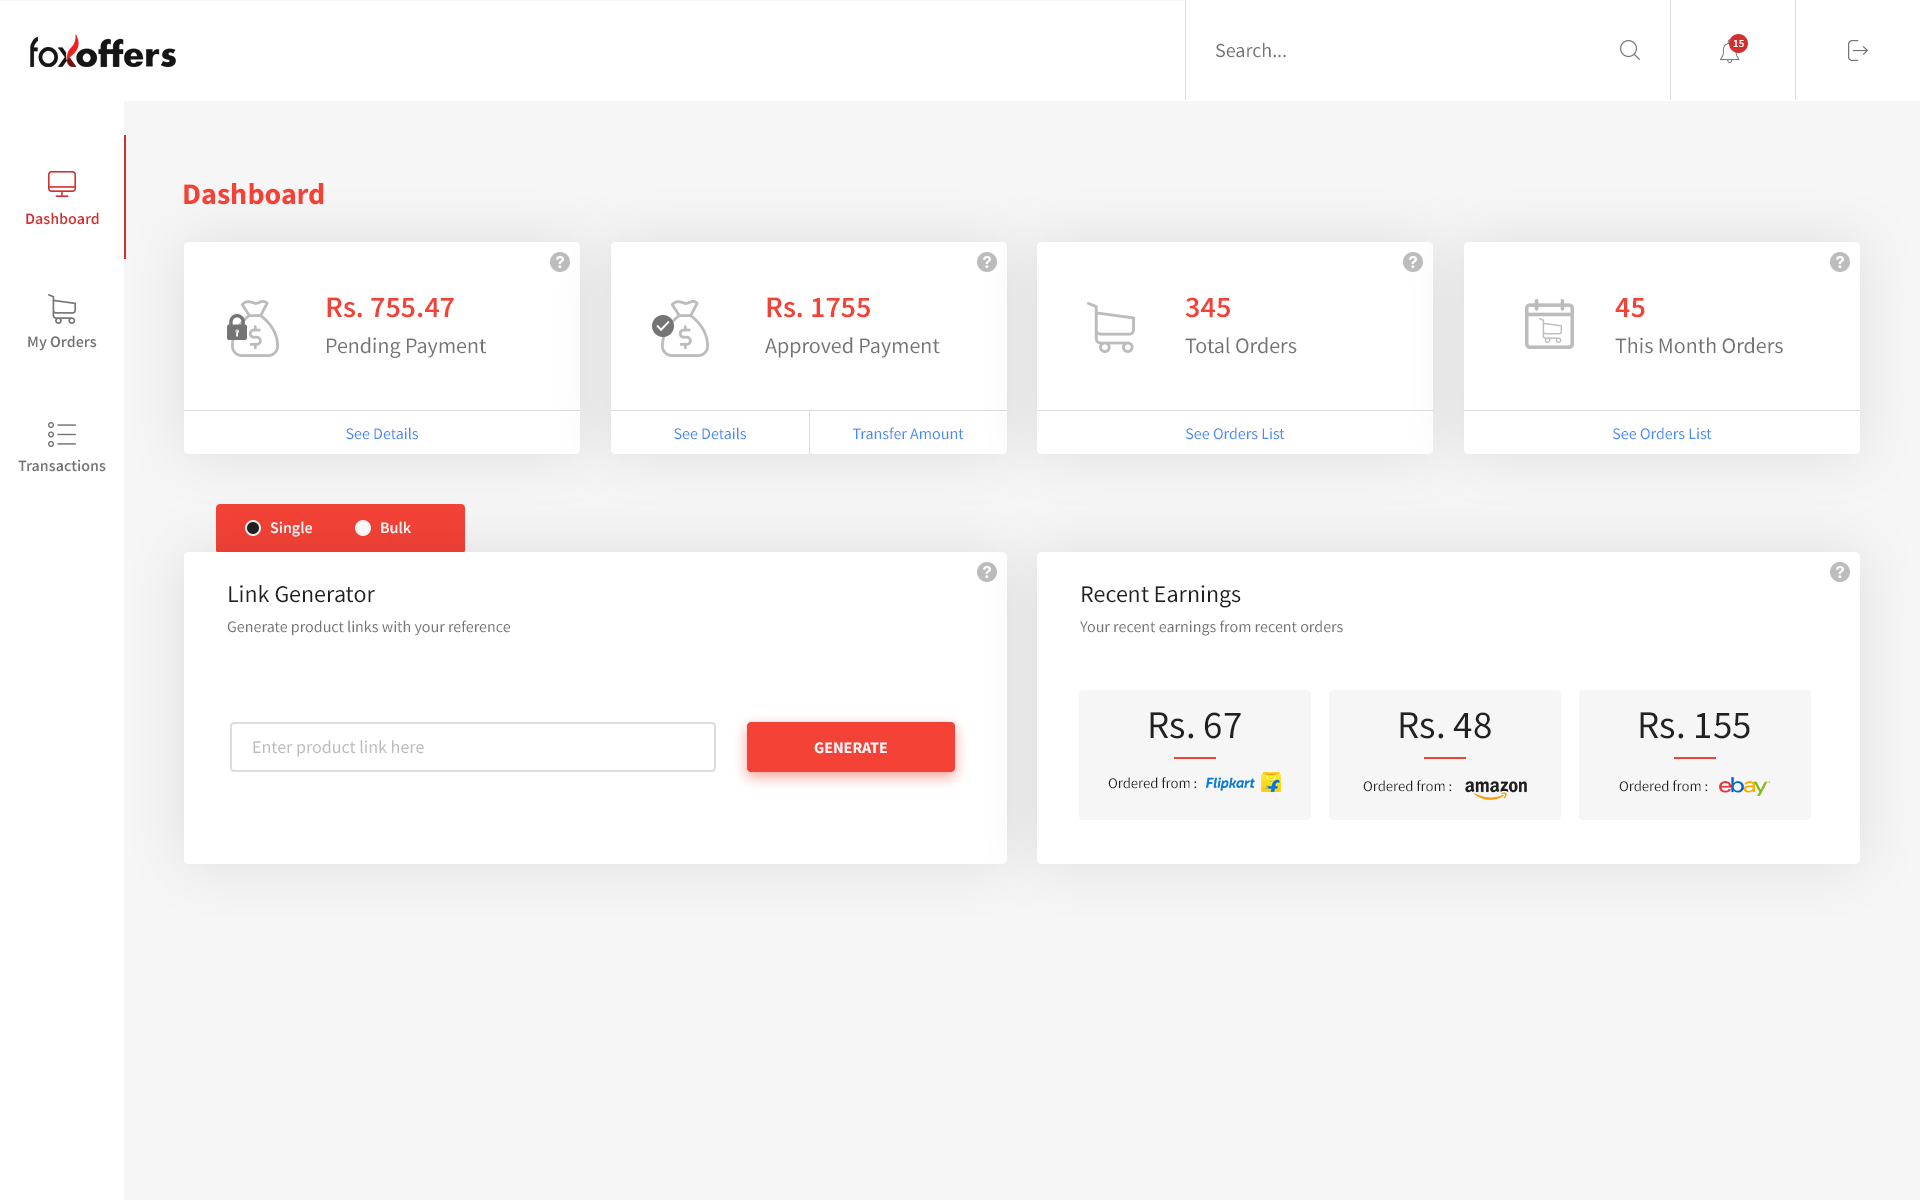 foxoffers
Search...
15
Dashboard
My Orders
Transactions
Dashboard
?
Rs. 755.47
Pending Payment
$
See Details
?
Rs. 1755
Approved Payment
$
See Details
Transfer Amount
?
345
Total Orders
See Orders List
?
45
This Month Orders
See Orders List
Single
Bulk
?
Link Generator
Generate product links with your reference
Enter product link here
GENERATE
?
Recent Earnings
Your recent earnings from recent orders
Rs. 67
Ordered from : Flipkart f
Rs. 48
Ordered from : amazon
Rs. 155
Ordered from : ebay